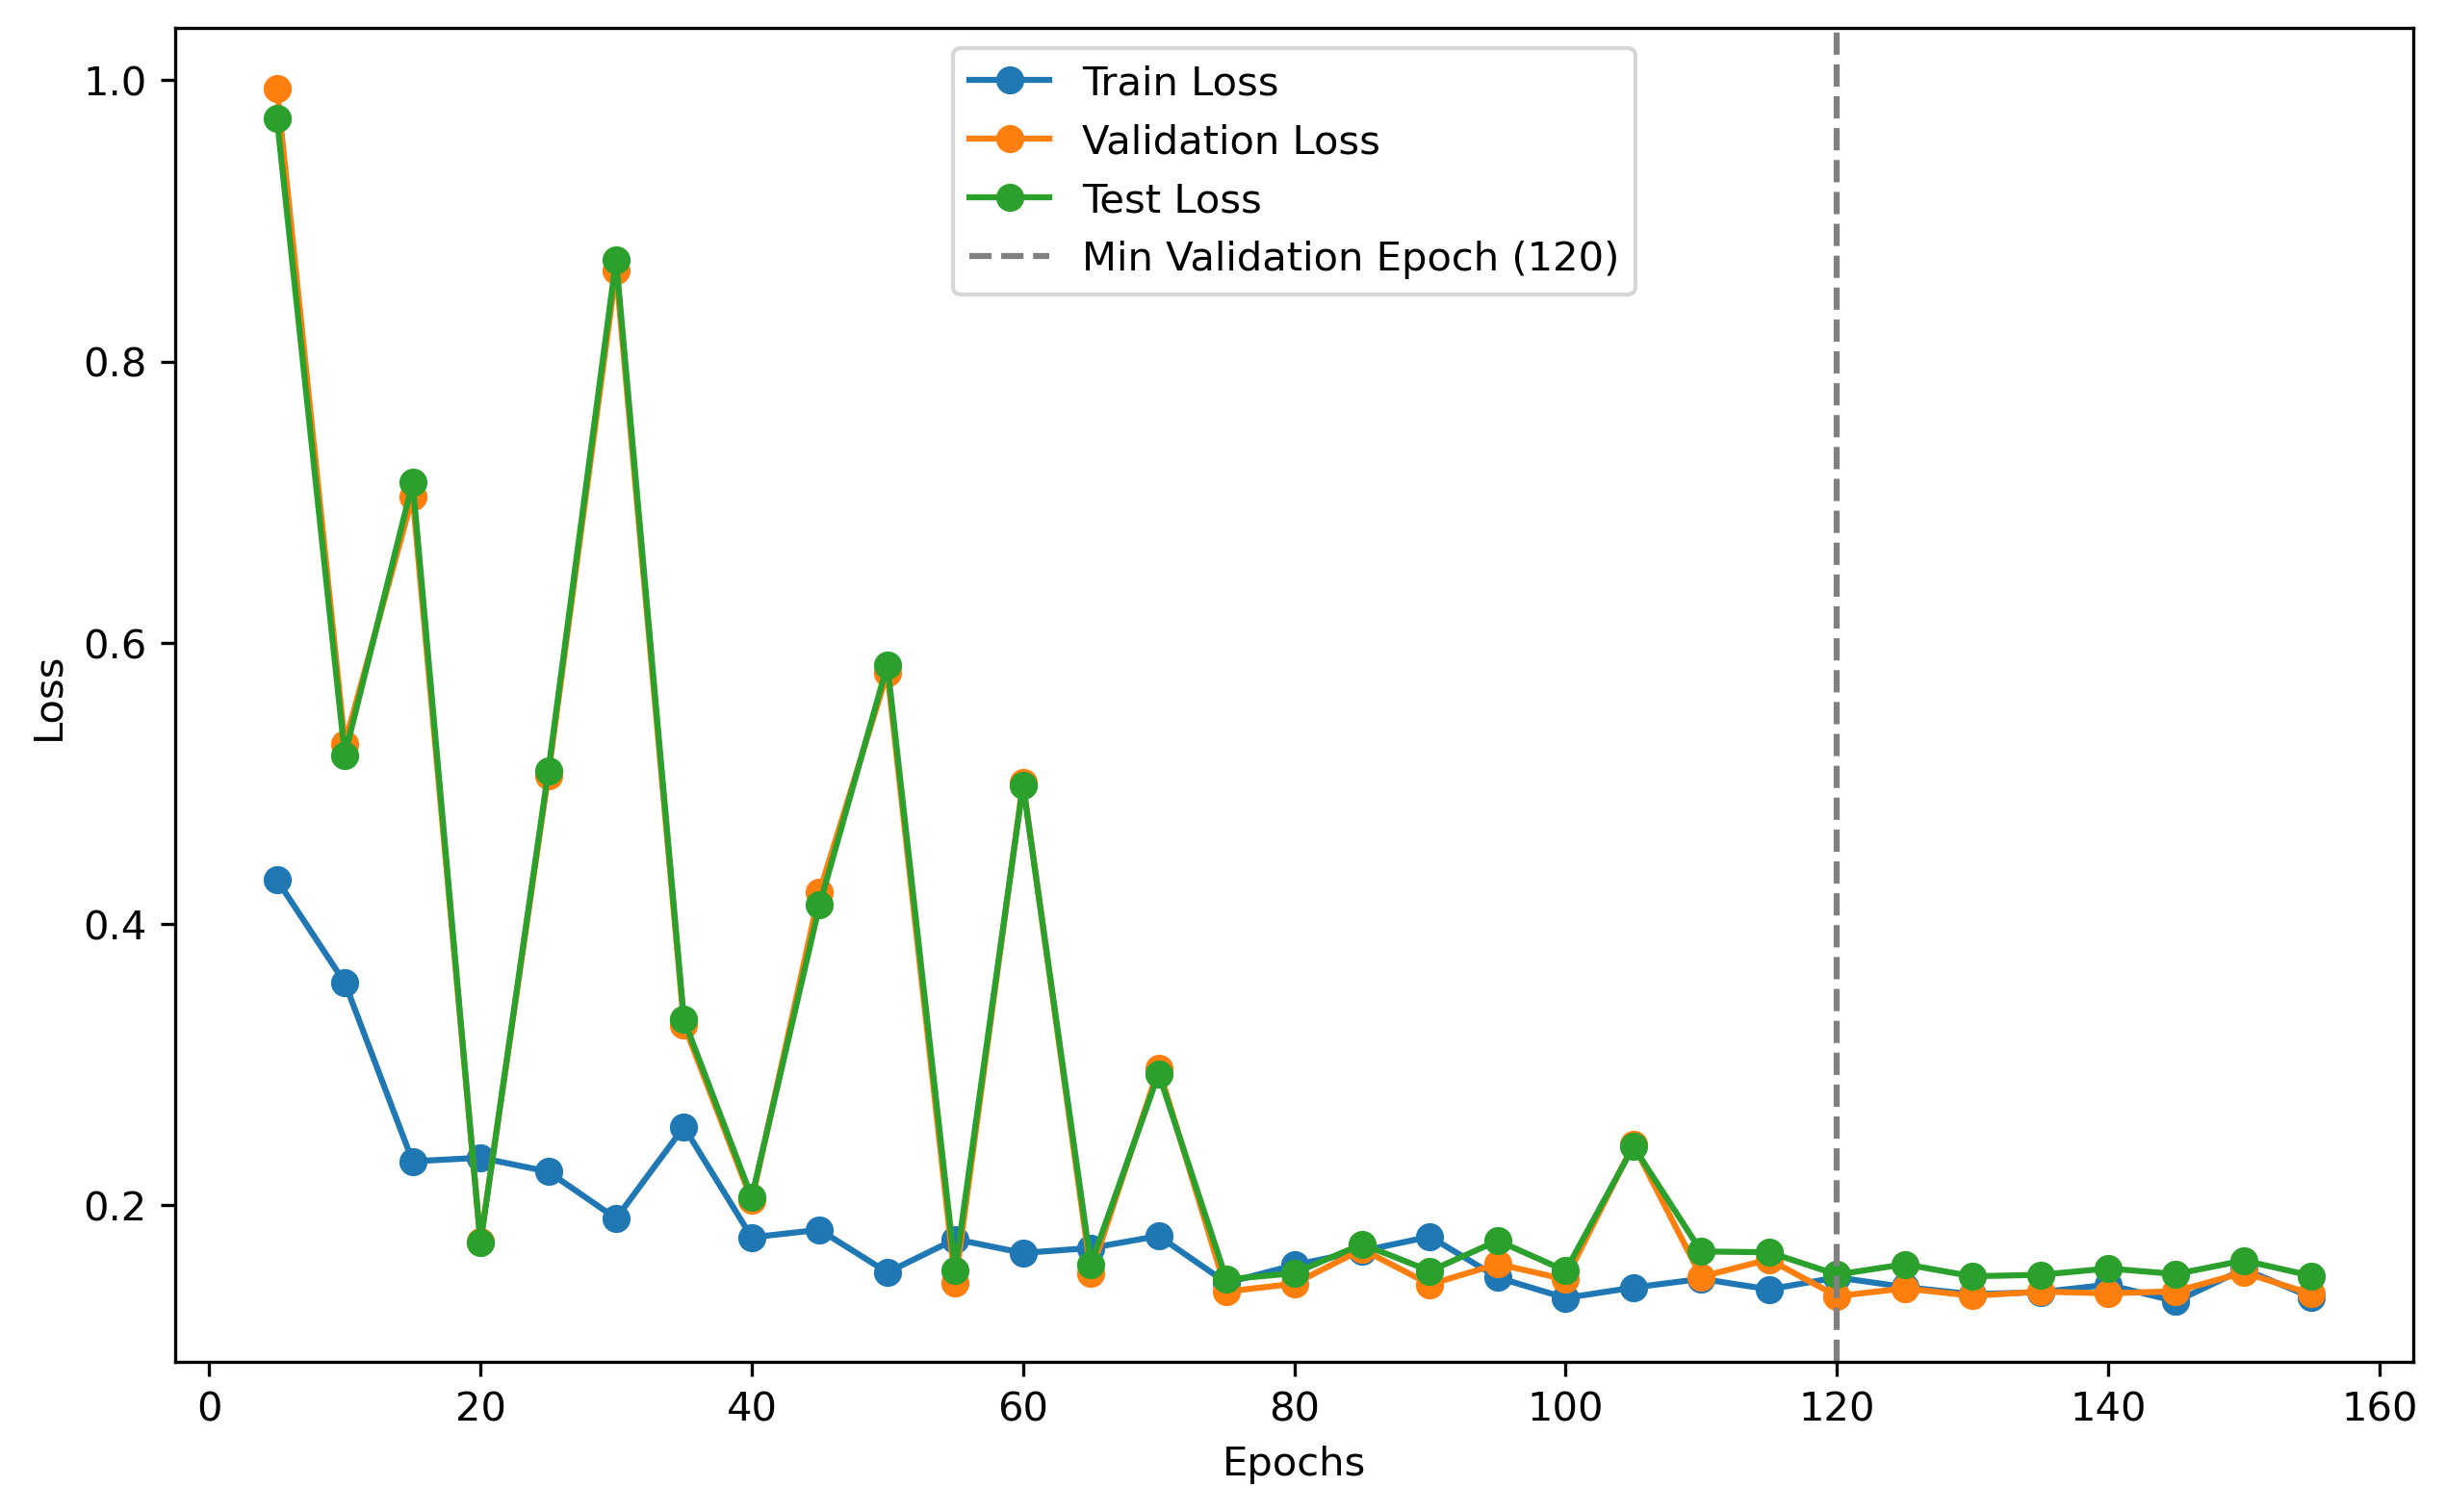 Train Loss
Validation Loss
Test Loss
Min Validation Epoch (120)
1.0
0.8
0.6
0.4
0.2
Loss
0 20 40 60 80 100 120 140 160
Epochs